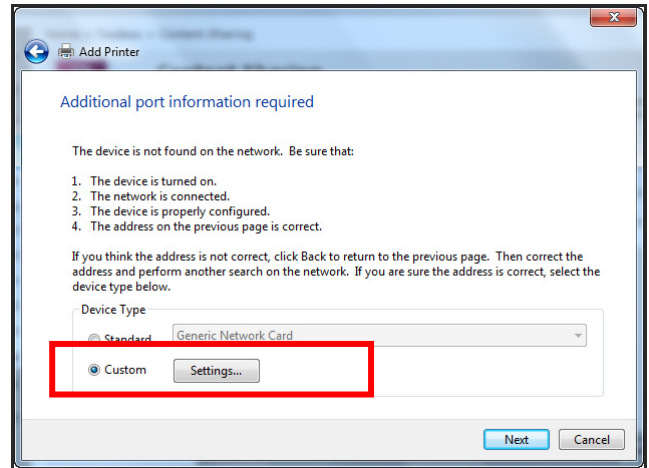 Add Printer
Additional port information required
The device is not found on the network. Be sure that:
1. The device is turned on.
2. The network is connected.
3. The device is properly configured.
4. The address on the previous page is correct.
If you think the address is not correct, click Back to return to the previous page. Then correct the
address and perform another search on the network. If you are sure the address is correct, select the
device type below.
Device Type
Standard Generic Network Card
Custom Settings...
Next Cancel